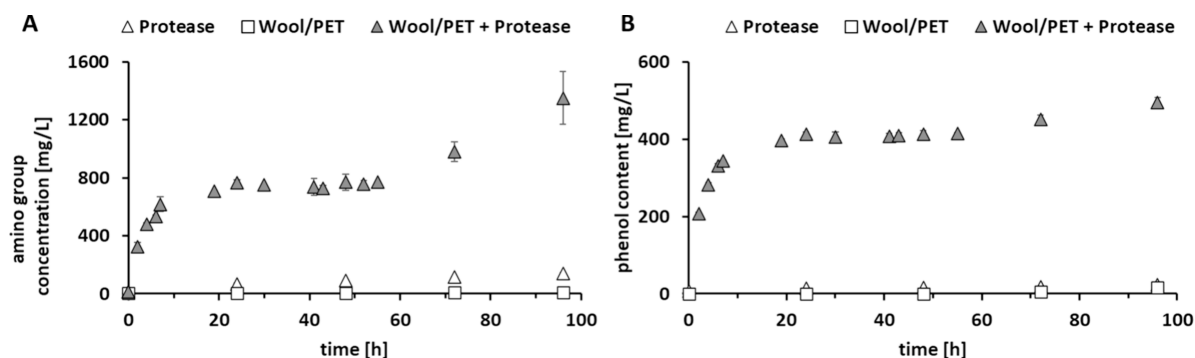 A
△ Protease □ Wool/PET ▲ Wool/PET + Protease
amino group
concentration [mg/L]
1600
1200
800
400
0
0 20 40 60 80 100
time [h]
B
△ Protease □ Wool/PET ▲ Wool/PET + Protease
phenol content [mg/L]
600
400
200
0
0 20 40 60 80 100
time [h]